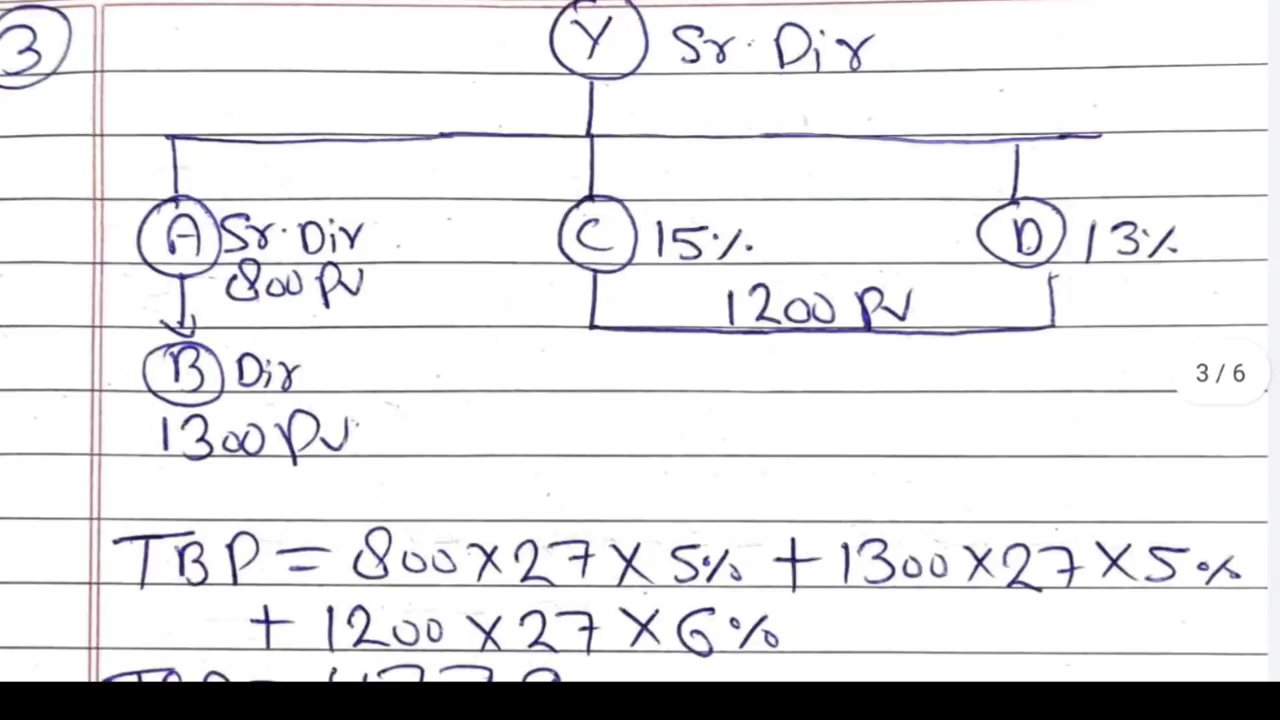 3
Y Sr. Dir
A Sr. Dir C 15% D 13%
800 PV 1200 PV
B Dir
3 / 6
1300 PV
TBP = 800 × 27 × 5% + 1300 × 27 × 5%
+ 1200 × 27 × 6%